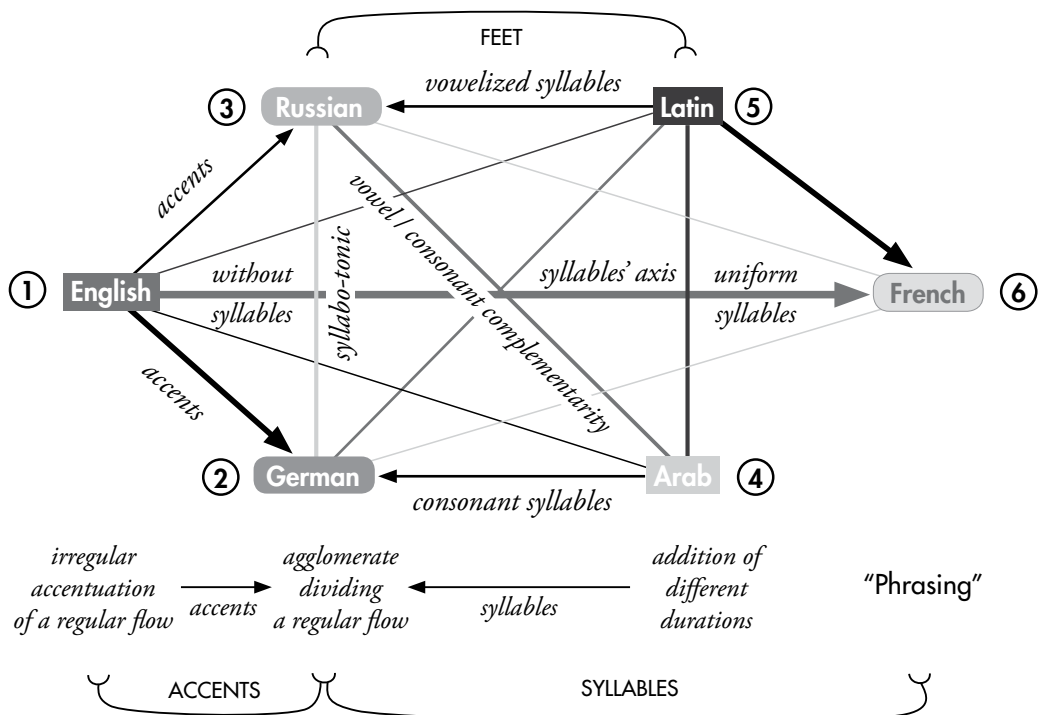 FEET
vowelized syllables
3 Russian
Latin 5
accents
vowel / consonant complementarity
syllabo-tonic
without
syllables
syllables’ axis
uniform
syllables
1 English
French 6
accents
2 German
Arab 4
consonant syllables
irregular
accentuation
of a regular flow
accents
agglomerate
dividing
a regular flow
syllables
addition of
different
durations
“Phrasing”
ACCENTS
SYLLABLES